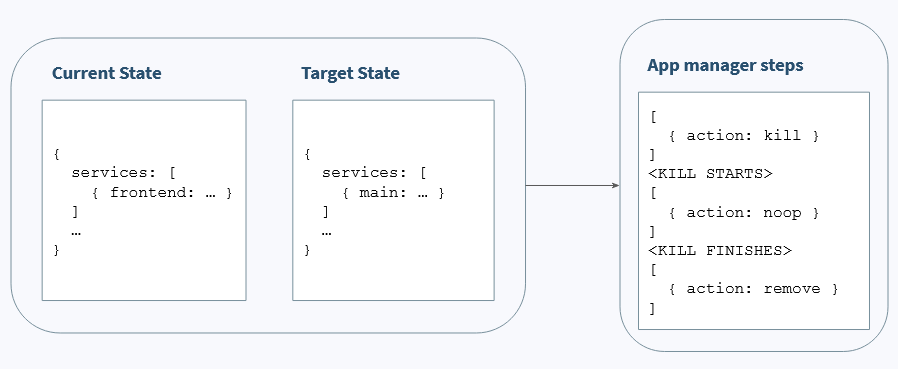 Current State
{
  services: [
    { frontend: … }
  ]
  …
}
Target State
{
  services: [
    { main: … }
  ]
  …
}
App manager steps
[
  { action: kill }
]
<KILL STARTS>
[
  { action: noop }
]
<KILL FINISHES>
[
  { action: remove }
]